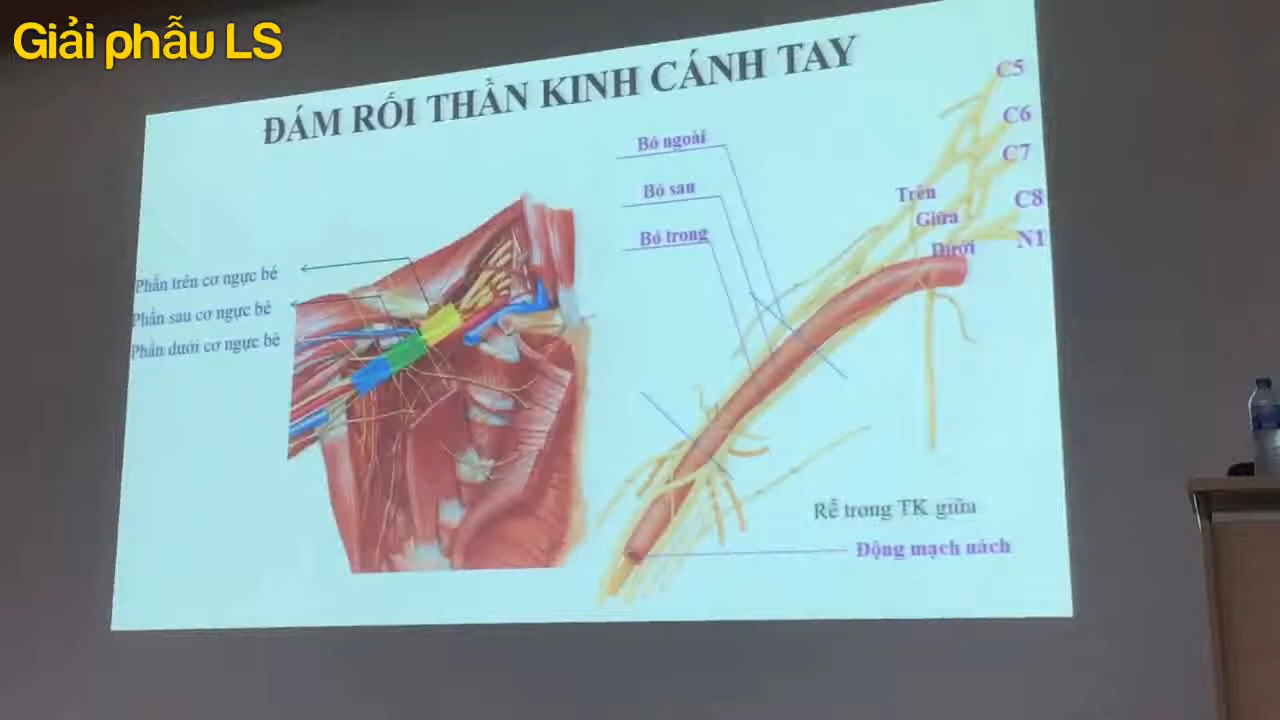 Giải phẫu LS
ĐÁM RỐI THẦN KINH CÁNH TAY
Phần trên cơ ngực bé
Phần sau cơ ngực bé
Phần dưới cơ ngực bé
Bó ngoài
Bó sau
Bó trong
C5
C6
C7
C8
N1
Trên
Giữa
Dưới
Rễ trong TK giữa
Động mạch nách